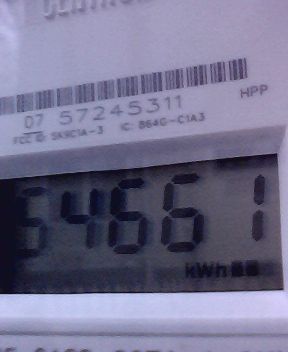 07 57245311
HPP
FCC ID: SK9C1A-3 IC: 864G-C1A3
54661
kWh